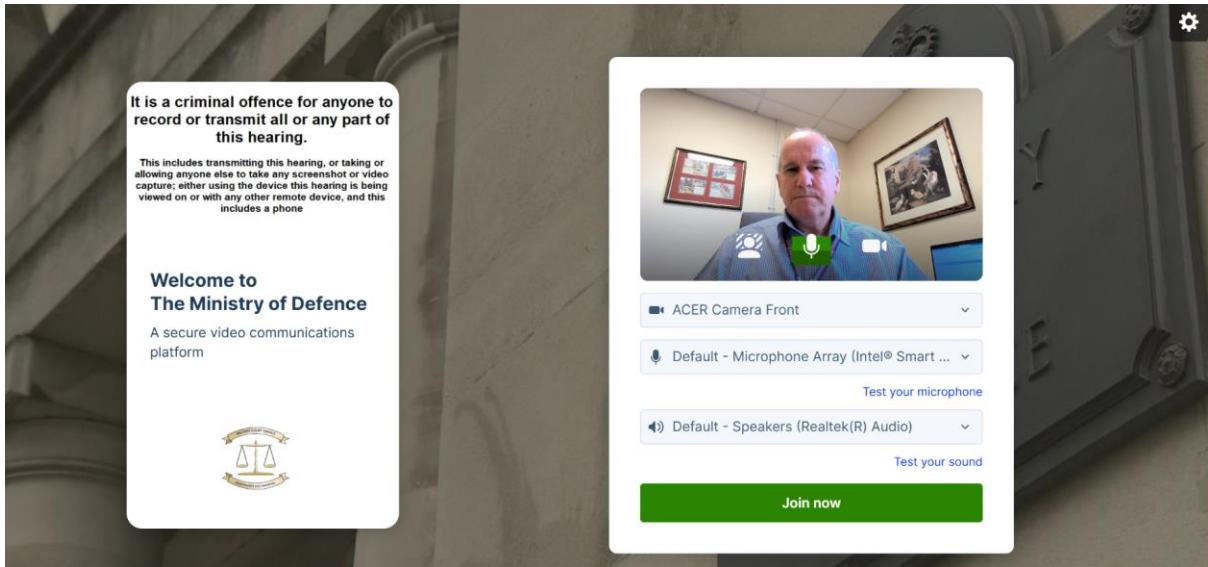 It is a criminal offence for anyone to
record or transmit all or any part of
this hearing.
This includes transmitting this hearing, or taking or
allowing anyone else to take any screenshot or video
capture; either using the device this hearing is being
viewed on or with any other remote device, and this
includes a phone
Welcome to
The Ministry of Defence
A secure video communications
platform
ACER Camera Front
Default - Microphone Array (Intel® Smart ...
Test your microphone
Default - Speakers (Realtek(R) Audio)
Test your sound
Join now